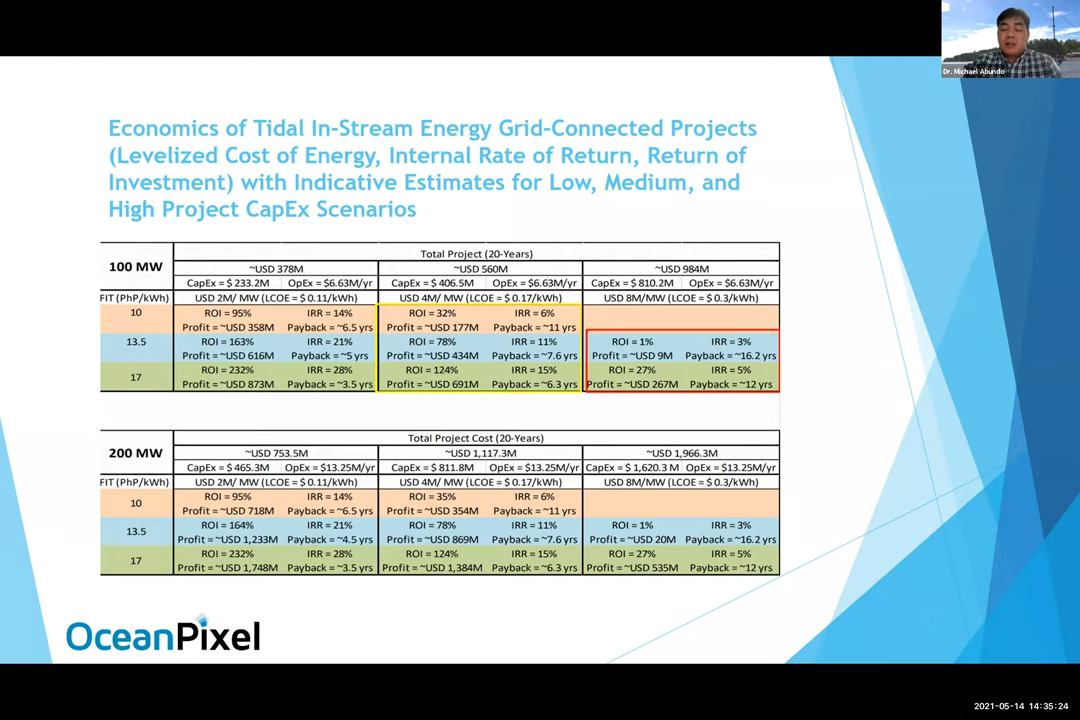 Dr. Michael Abundo
Economics of Tidal In-Stream Energy Grid-Connected Projects
(Levelized Cost of Energy, Internal Rate of Return, Return of
Investment) with Indicative Estimates for Low, Medium, and
High Project CapEx Scenarios
100 MW
Total Project (20-Years)
~USD 378M ~USD 560M ~USD 984M
CapEx = $ 233.2M OpEx = $6.63M/yr CapEx = $ 406.5M OpEx = $6.63M/yr CapEx = $ 810.2M OpEx = $6.63M/yr
FIT (PhP/kWh) USD 2M/ MW (LCOE = $ 0.11/kWh) USD 4M/ MW (LCOE = $ 0.17/kWh) USD 8M/MW (LCOE = $ 0.3/kWh)
10 ROI = 95% IRR = 14% ROI = 32% IRR = 6%
Profit = ~USD 358M Payback = ~6.5 yrs Profit = ~USD 177M Payback = ~11 yrs
13.5 ROI = 163% IRR = 21% ROI = 78% IRR = 11% ROI = 1% IRR = 3%
Profit = ~USD 616M Payback = ~5 yrs Profit = ~USD 434M Payback = ~7.6 yrs Profit = ~USD 9M Payback = ~16.2 yrs
17 ROI = 232% IRR = 28% ROI = 124% IRR = 15% ROI = 27% IRR = 5%
Profit = ~USD 873M Payback = ~3.5 yrs Profit = ~USD 691M Payback = ~6.3 yrs Profit = ~USD 267M Payback = ~12 yrs
200 MW
Total Project Cost (20-Years)
~USD 753.5M ~USD 1,117.3M ~USD 1,966.3M
CapEx = $ 465.3M OpEx = $13.25M/yr CapEx = $ 811.8M OpEx = $13.25M/yr CapEx = $ 1,620.3 M OpEx = $13.25M/yr
FIT (PhP/kWh) USD 2M/ MW (LCOE = $ 0.11/kWh) USD 4M/ MW (LCOE = $ 0.17/kWh) USD 8M/MW (LCOE = $ 0.3/kWh)
10 ROI = 95% IRR = 14% ROI = 35% IRR = 6%
Profit = ~USD 718M Payback = ~6.5 yrs Profit = ~USD 354M Payback = ~11 yrs
13.5 ROI = 164% IRR = 21% ROI = 78% IRR = 11% ROI = 1% IRR = 3%
Profit = ~USD 1,233M Payback = ~4.5 yrs Profit = ~USD 869M Payback = ~7.6 yrs Profit = ~USD 20M Payback = ~16.2 yrs
17 ROI = 232% IRR = 28% ROI = 124% IRR = 15% ROI = 27% IRR = 5%
Profit = ~USD 1,748M Payback = ~3.5 yrs Profit = ~USD 1,384M Payback = ~6.3 yrs Profit = ~USD 535M Payback = ~12 yrs
OceanPixel
2021-05-14 14:35:24